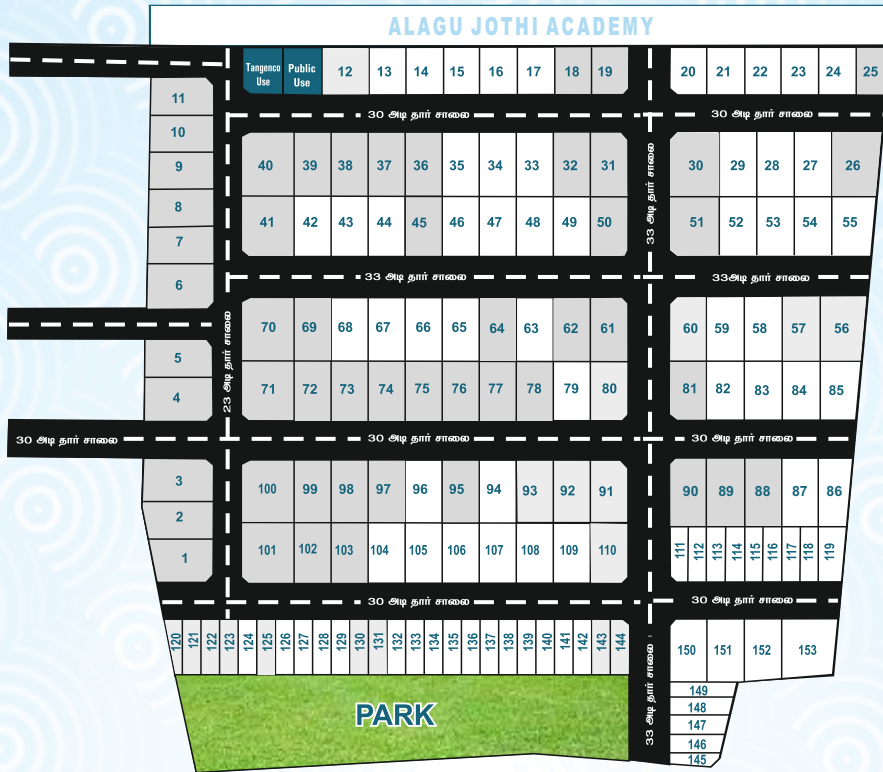 ALAGU JOTHI ACADEMY
Tangenco
Use
Public
Use
12 13 14 15 16 17 18 19
20 21 22 23 24 25
11
10
9
8
7
6
30 அடி தார் சாலை
30 அடி தார் சாலை
40 39 38 37 36 35 34 33 32 31
30 29 28 27 26
41 42 43 44 45 46 47 48 49 50
51 52 53 54 55
33 அடி தார் சாலை
33 அடி தார் சாலை
33அடி தார் சாலை
23 அடி தார் சாலை
70 69 68 67 66 65 64 63 62 61
60 59 58 57 56
5
4
71 72 73 74 75 76 77 78 79 80
81 82 83 84 85
30 அடி தார் சாலை
30 அடி தார் சாலை
30 அடி தார் சாலை
3
2
1
100 99 98 97 96 95 94 93 92 91
90 89 88 87 86
101 102 103 104 105 106 107 108 109 110
111 112 113 114 115 116 117 118 119
30 அடி தார் சாலை
30 அடி தார் சாலை
120 121 122 123 124 125 126 127 128 129 130 131 132 133 134 135 136 137 138 139 140 141 142 143 144
33 அடி தார் சாலை
150 151 152 153
149
148
147
146
145
PARK